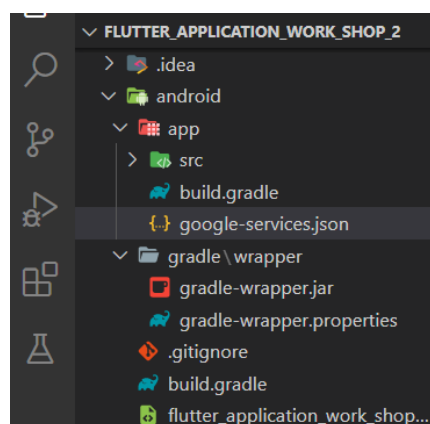 FLUTTER_APPLICATION_WORK_SHOP_2
.idea
android
app
src
build.gradle
google-services.json
gradle\wrapper
gradle-wrapper.jar
gradle-wrapper.properties
.gitignore
build.gradle
flutter_application_work_shop...